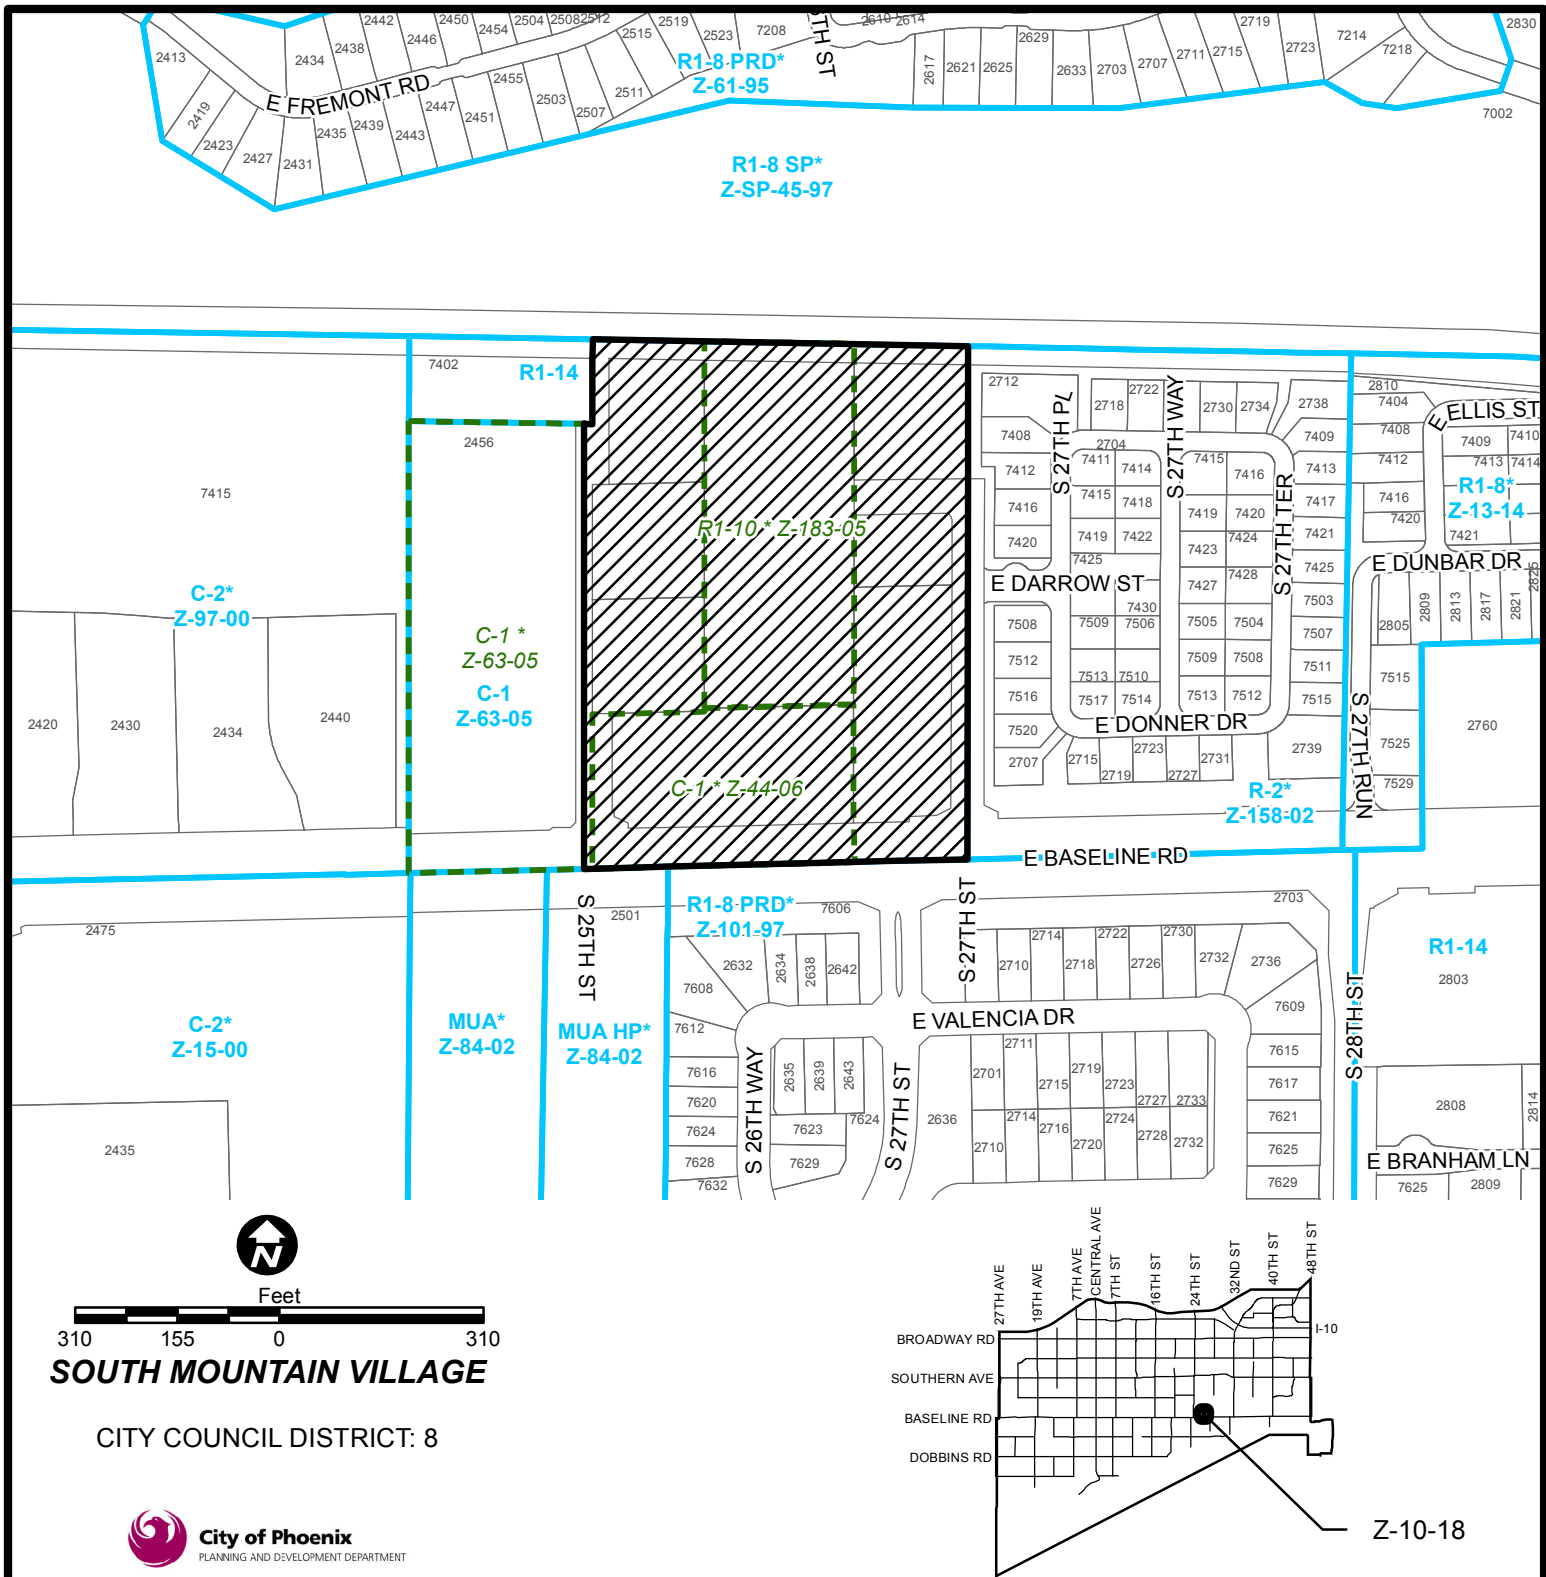 2442
2450
2504
2508
2512
2519
7208
2610
2614
2719
7214
2830
2413
2434
2438
2446
2454
2515
2523
2629
2711
2715
2723
7218
2455
2511
R1-8 PRD*
Z-61-95
2617
2621
2625
2633
2703
2707
E FREMONT RD
2419
2423
2427
2431
2435
2439
2443
2447
2451
2503
2507
7002
R1-8 SP*
Z-SP-45-97
7402
R1-14
2456
7415
C-2*
Z-97-00
C-1 *
Z-63-05
C-1
Z-63-05
2420
2430
2434
2440
R1-10 * Z-183-05
C-1 * Z-44-06
2712
2718
2722
2730
2734
2738
2810
7404
E ELLIS ST
S 27TH PL
S 27TH WAY
S 27TH TER
7408
2704
7409
7408
7409
7410
7412
7411
7414
7415
7416
7413
7412
7413
7414
R1-8*
Z-13-14
7416
7415
7418
7419
7420
7417
7416
7420
7420
7419
7422
7423
7424
7421
7421
7425
E DARROW ST
7427
7428
7425
E DUNBAR DR
7430
7503
2805
2809
2813
2817
2821
2825
7508
7509
7506
7505
7504
7507
7512
7513
7510
7509
7508
7511
7515
7516
7517
7514
7513
7512
7515
S 27TH RUN
2760
7520
E DONNER DR
7525
2707
2715
2719
2723
2727
2731
2739
7529
R-2*
Z-158-02
E BASELINE RD
2475
S 25TH ST
2501
R1-8 PRD*
Z-101-97
7606
S 27TH ST
2703
7608
2632
2634
2638
2642
2710
2714
2718
2722
2726
2730
2732
2736
R1-14
2803
7612
E VALENCIA DR
7609
S 28TH ST
C-2*
Z-15-00
MUA*
Z-84-02
MUA HP*
Z-84-02
7616
7620
7624
7628
7632
S 26TH WAY
2635
2639
2643
7623
7624
7629
S 27TH ST
2636
2701
2711
2715
2719
2723
2727
2733
2710
2714
2716
2720
2724
2728
2732
7615
7617
7621
7625
7629
2808
2814
E BRANHAM LN
7625
2809
2435
N
Feet
310 155 0 310
SOUTH MOUNTAIN VILLAGE
CITY COUNCIL DISTRICT: 8
City of Phoenix
PLANNING AND DEVELOPMENT DEPARTMENT
27TH AVE
19TH AVE
7TH AVE
CENTRAL AVE
7TH ST
16TH ST
24TH ST
32ND ST
40TH ST
48TH ST
I-10
BROADWAY RD
SOUTHERN AVE
BASELINE RD
DOBBINS RD
Z-10-18